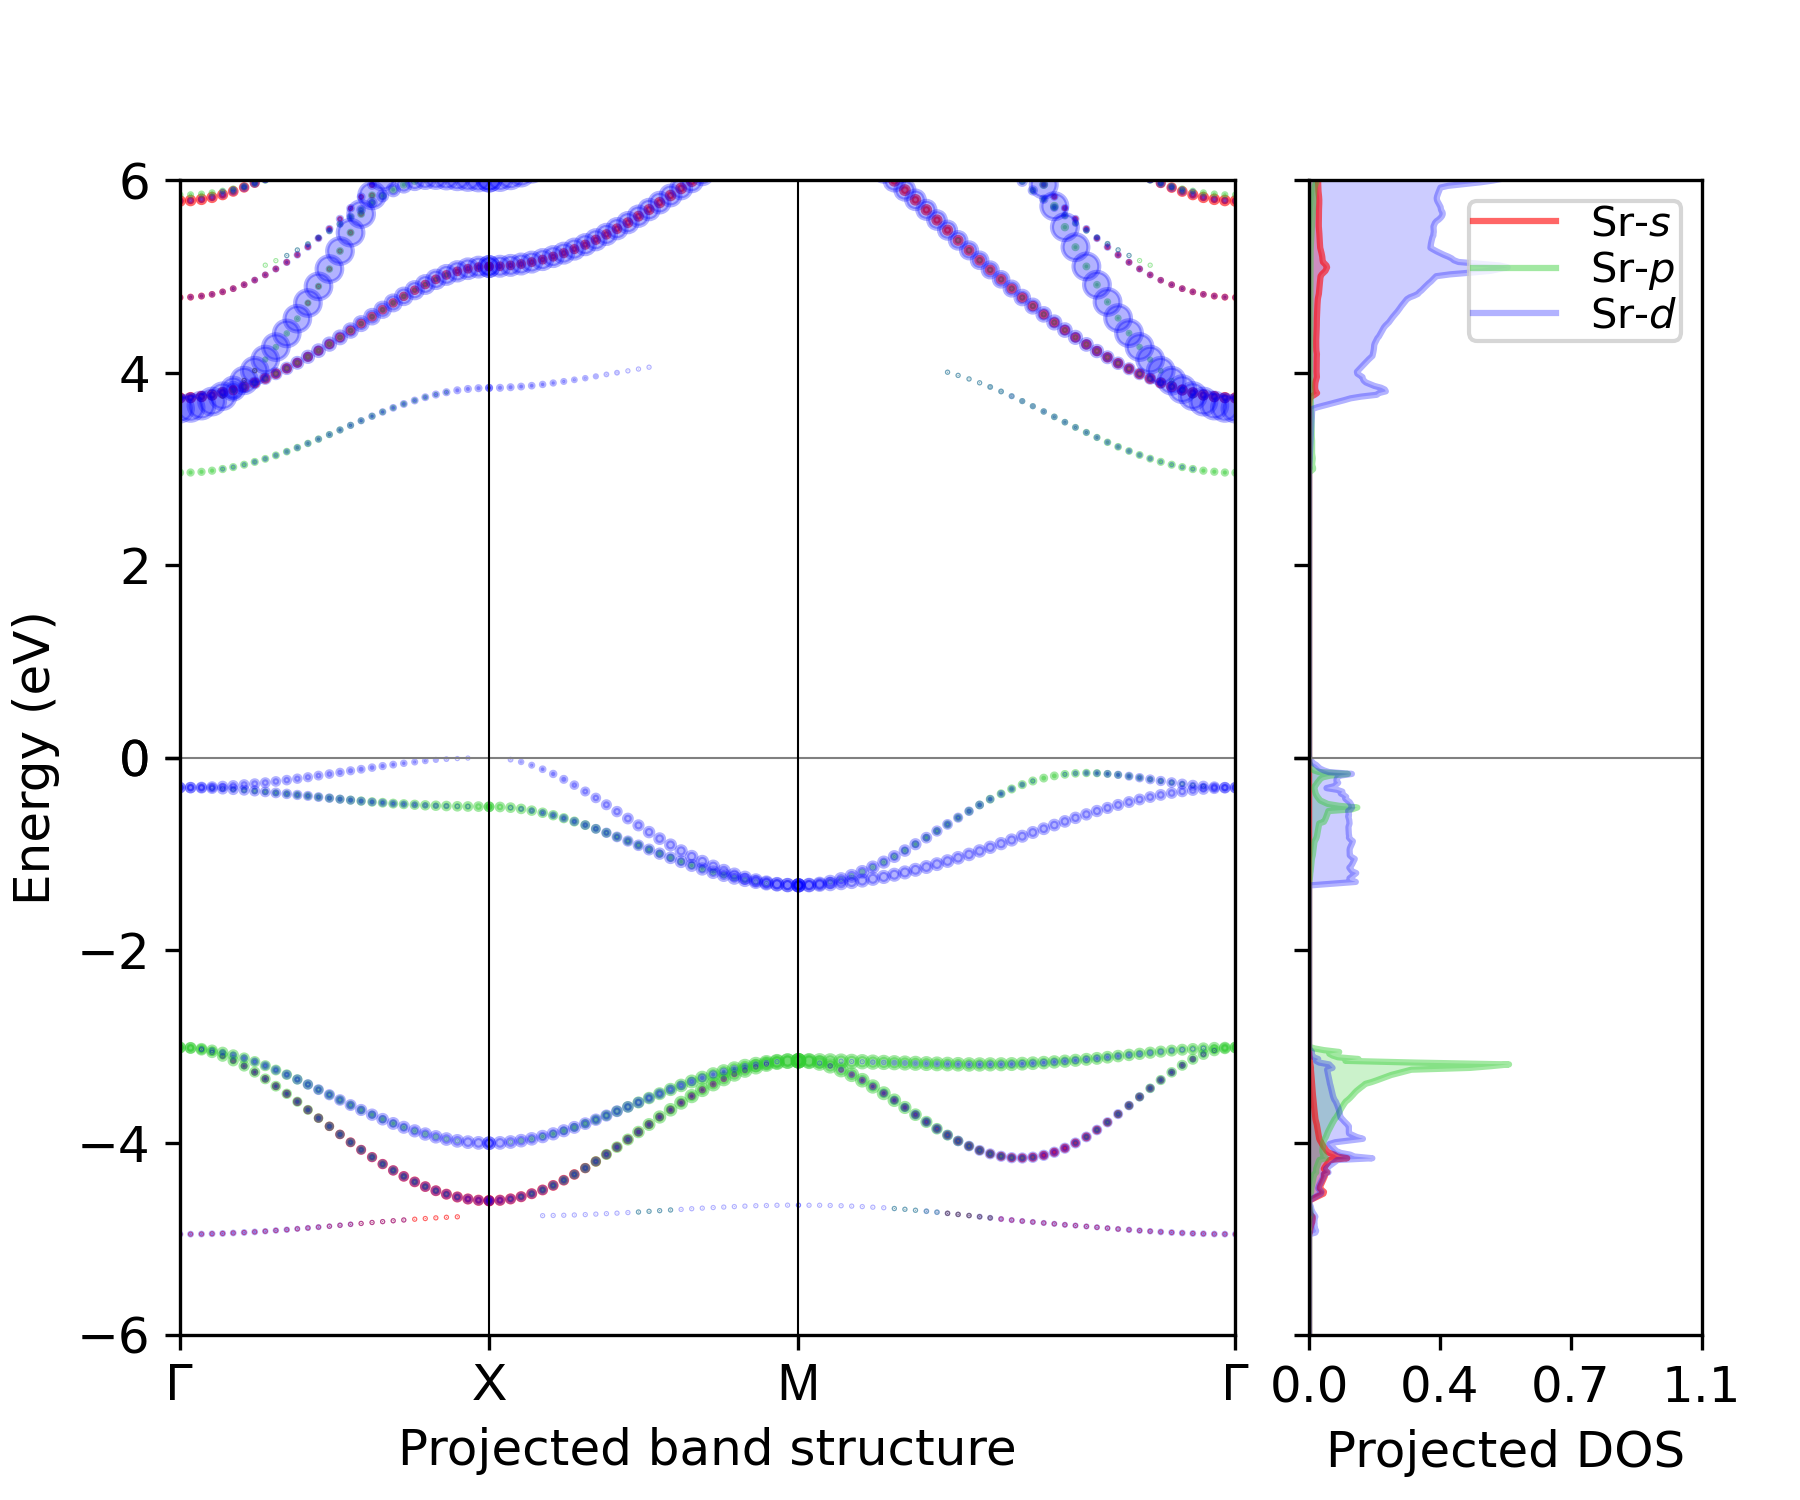 Energy (eV)
6
4
2
0
−2
−4
−6
Γ
X
M
Γ
Projected band structure
Sr-s
Sr-p
Sr-d
0.0
0.4
0.7
1.1
Projected DOS